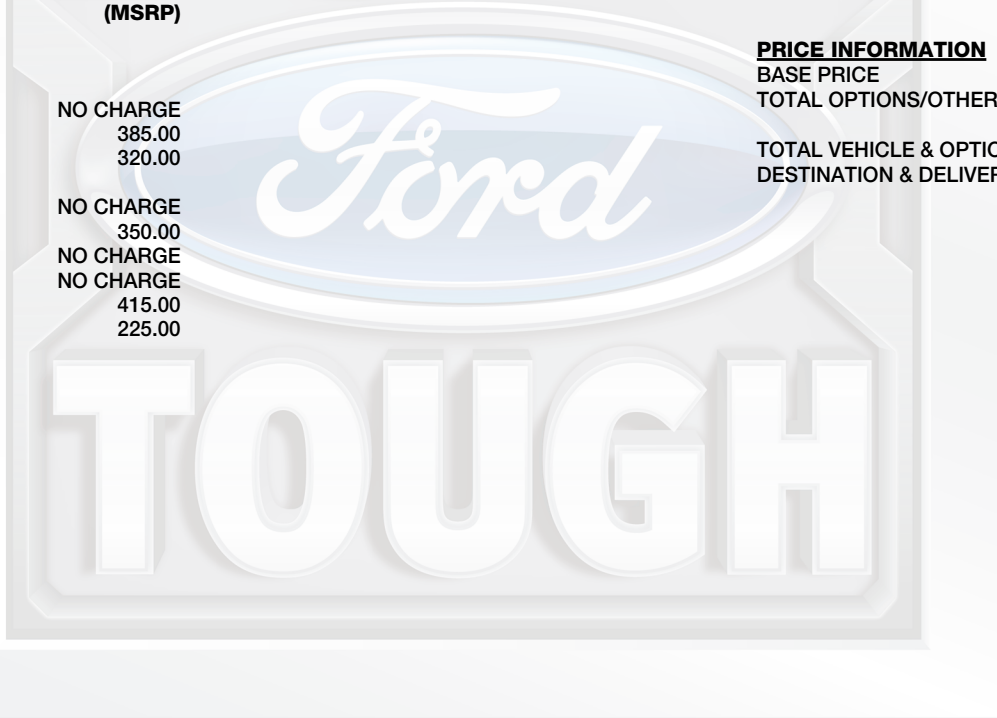 (MSRP)
NO CHARGE
385.00
320.00
NO CHARGE
350.00
NO CHARGE
NO CHARGE
415.00
225.00
PRICE INFORMATION
BASE PRICE
TOTAL OPTIONS/OTHER
TOTAL VEHICLE & OPTIO
DESTINATION & DELIVER
Ford
TOUGH